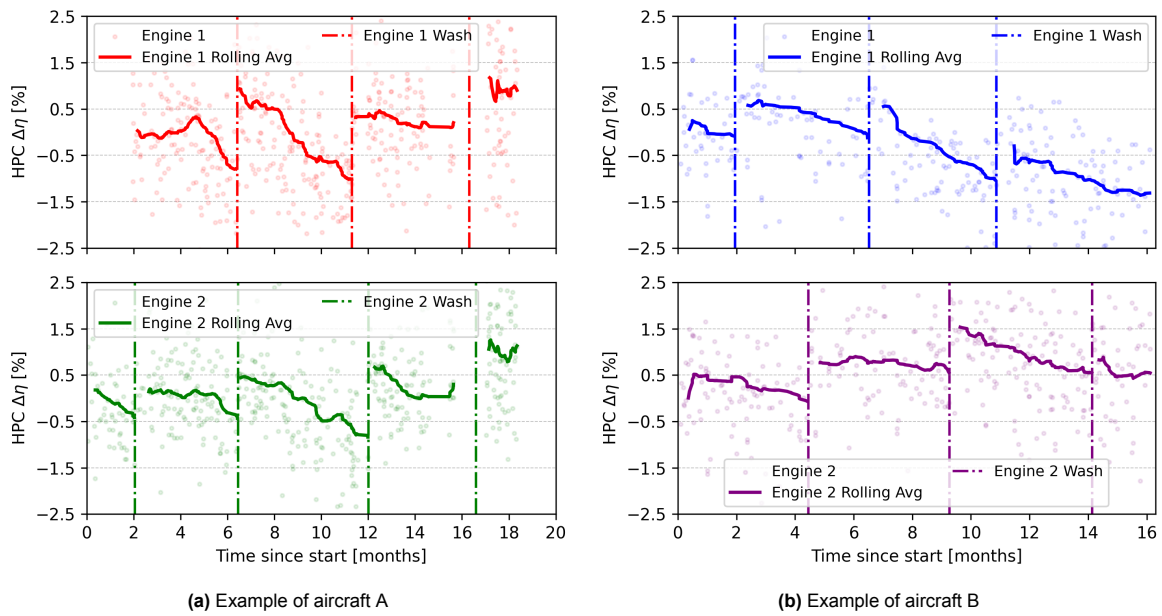 Engine 1
Engine 1 Rolling Avg
Engine 1 Wash
HPC Δη [%]
2.5
1.5
0.5
−0.5
−1.5
−2.5
Engine 2
Engine 2 Rolling Avg
Engine 2 Wash
HPC Δη [%]
2.5
1.5
0.5
−0.5
−1.5
−2.5
0 2 4 6 8 10 12 14 16 18 20
Time since start [months]
(a) Example of aircraft A
Engine 1
Engine 1 Rolling Avg
Engine 1 Wash
HPC Δη [%]
2.5
1.5
0.5
−0.5
−1.5
−2.5
Engine 2
Engine 2 Rolling Avg
Engine 2 Wash
HPC Δη [%]
2.5
1.5
0.5
−0.5
−1.5
−2.5
0 2 4 6 8 10 12 14 16
Time since start [months]
(b) Example of aircraft B